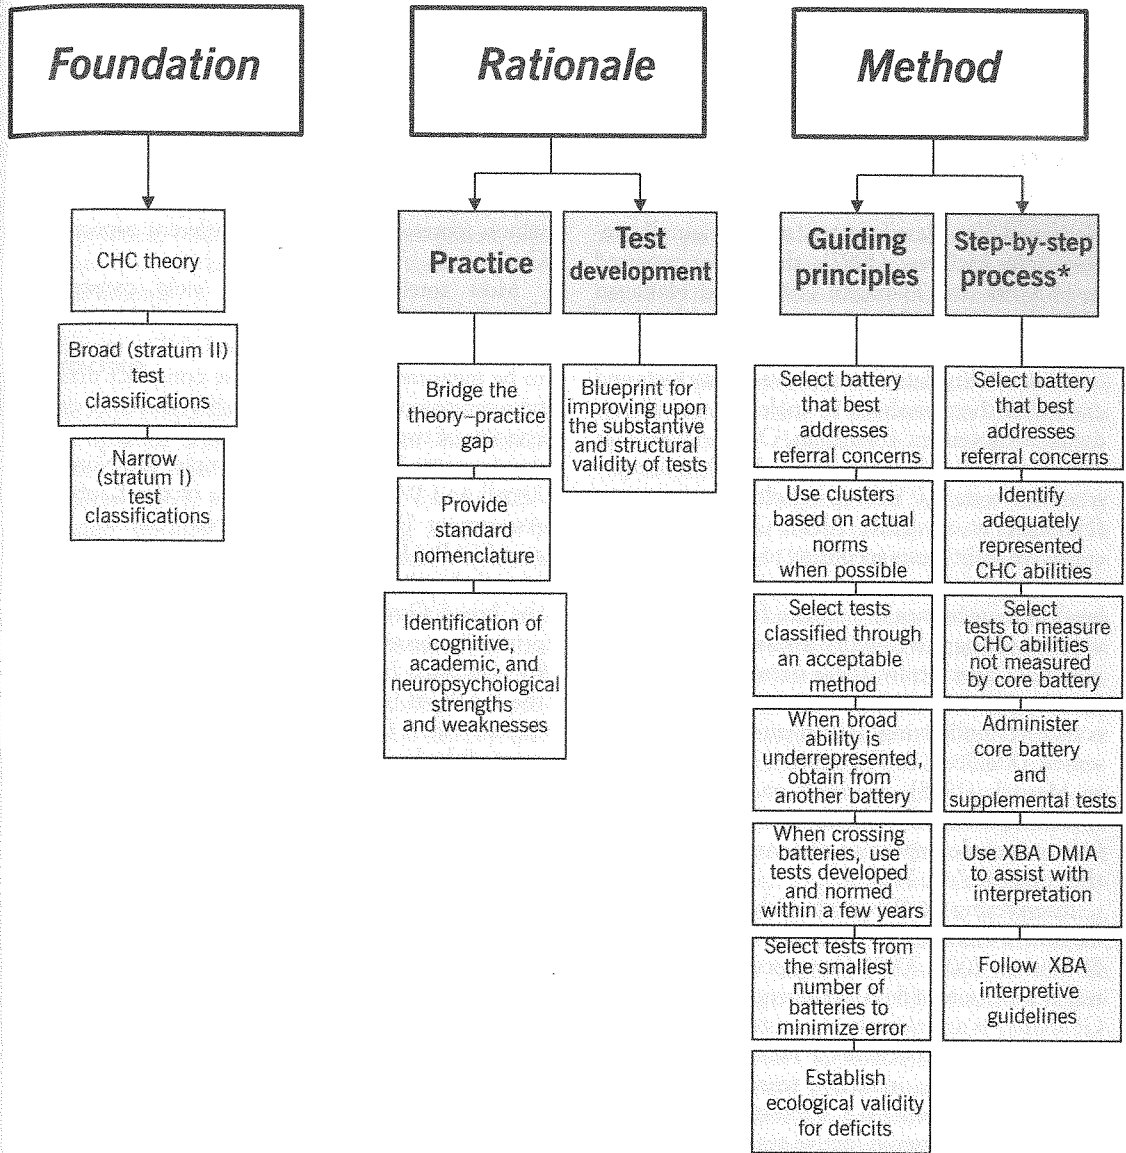 Foundation
CHC theory
Broad (stratum II)
test
classifications
Narrow
(stratum I)
test
classifications
Rationale
Practice
Bridge the
theory–practice
gap
Provide
standard
nomenclature
Identification of
cognitive,
academic, and
neuropsychological
strengths
and weaknesses
Test
development
Blueprint for
improving upon
the substantive
and structural
validity of tests
Method
Guiding
principles
Select battery
that best
addresses
referral concerns
Use clusters
based on actual
norms
when possible
Select tests
classified through
an acceptable
method
When broad
ability is
underrepresented,
obtain from
another battery
When crossing
batteries, use
tests developed
and normed
within a few years
Select tests from
the smallest
number of
batteries to
minimize error
Establish
ecological validity
for deficits
Step-by-step
process*
Select battery
that best
addresses
referral concerns
Identify
adequately
represented
CHC abilities
Select
tests to measure
CHC abilities
not measured
by core battery
Administer
core battery
and
supplemental tests
Use XBA DMIA
to assist with
interpretation
Follow XBA
interpretive
guidelines